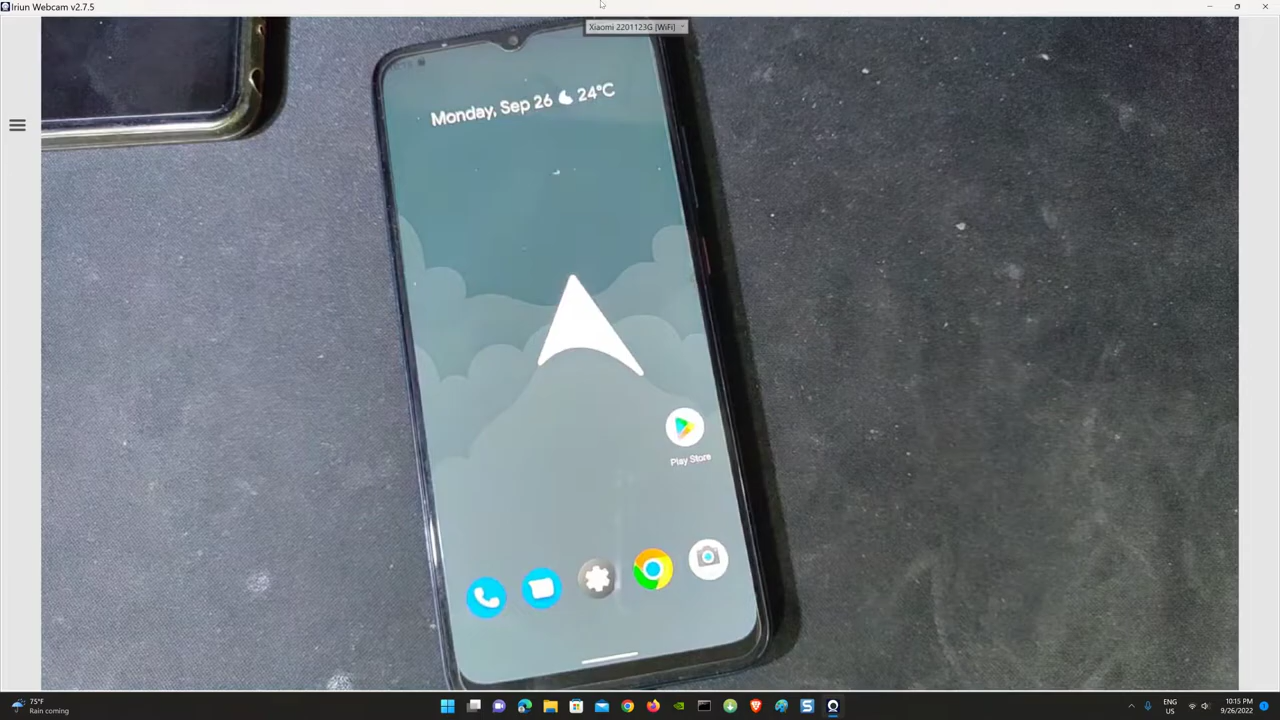 Iriun Webcam v2.7.5
Xiaomi 2201123G [WiFi]
Monday, Sep 26 24°C
Play Store
75°F
Rain coming
ENG
US
10:15 PM
9/26/2022